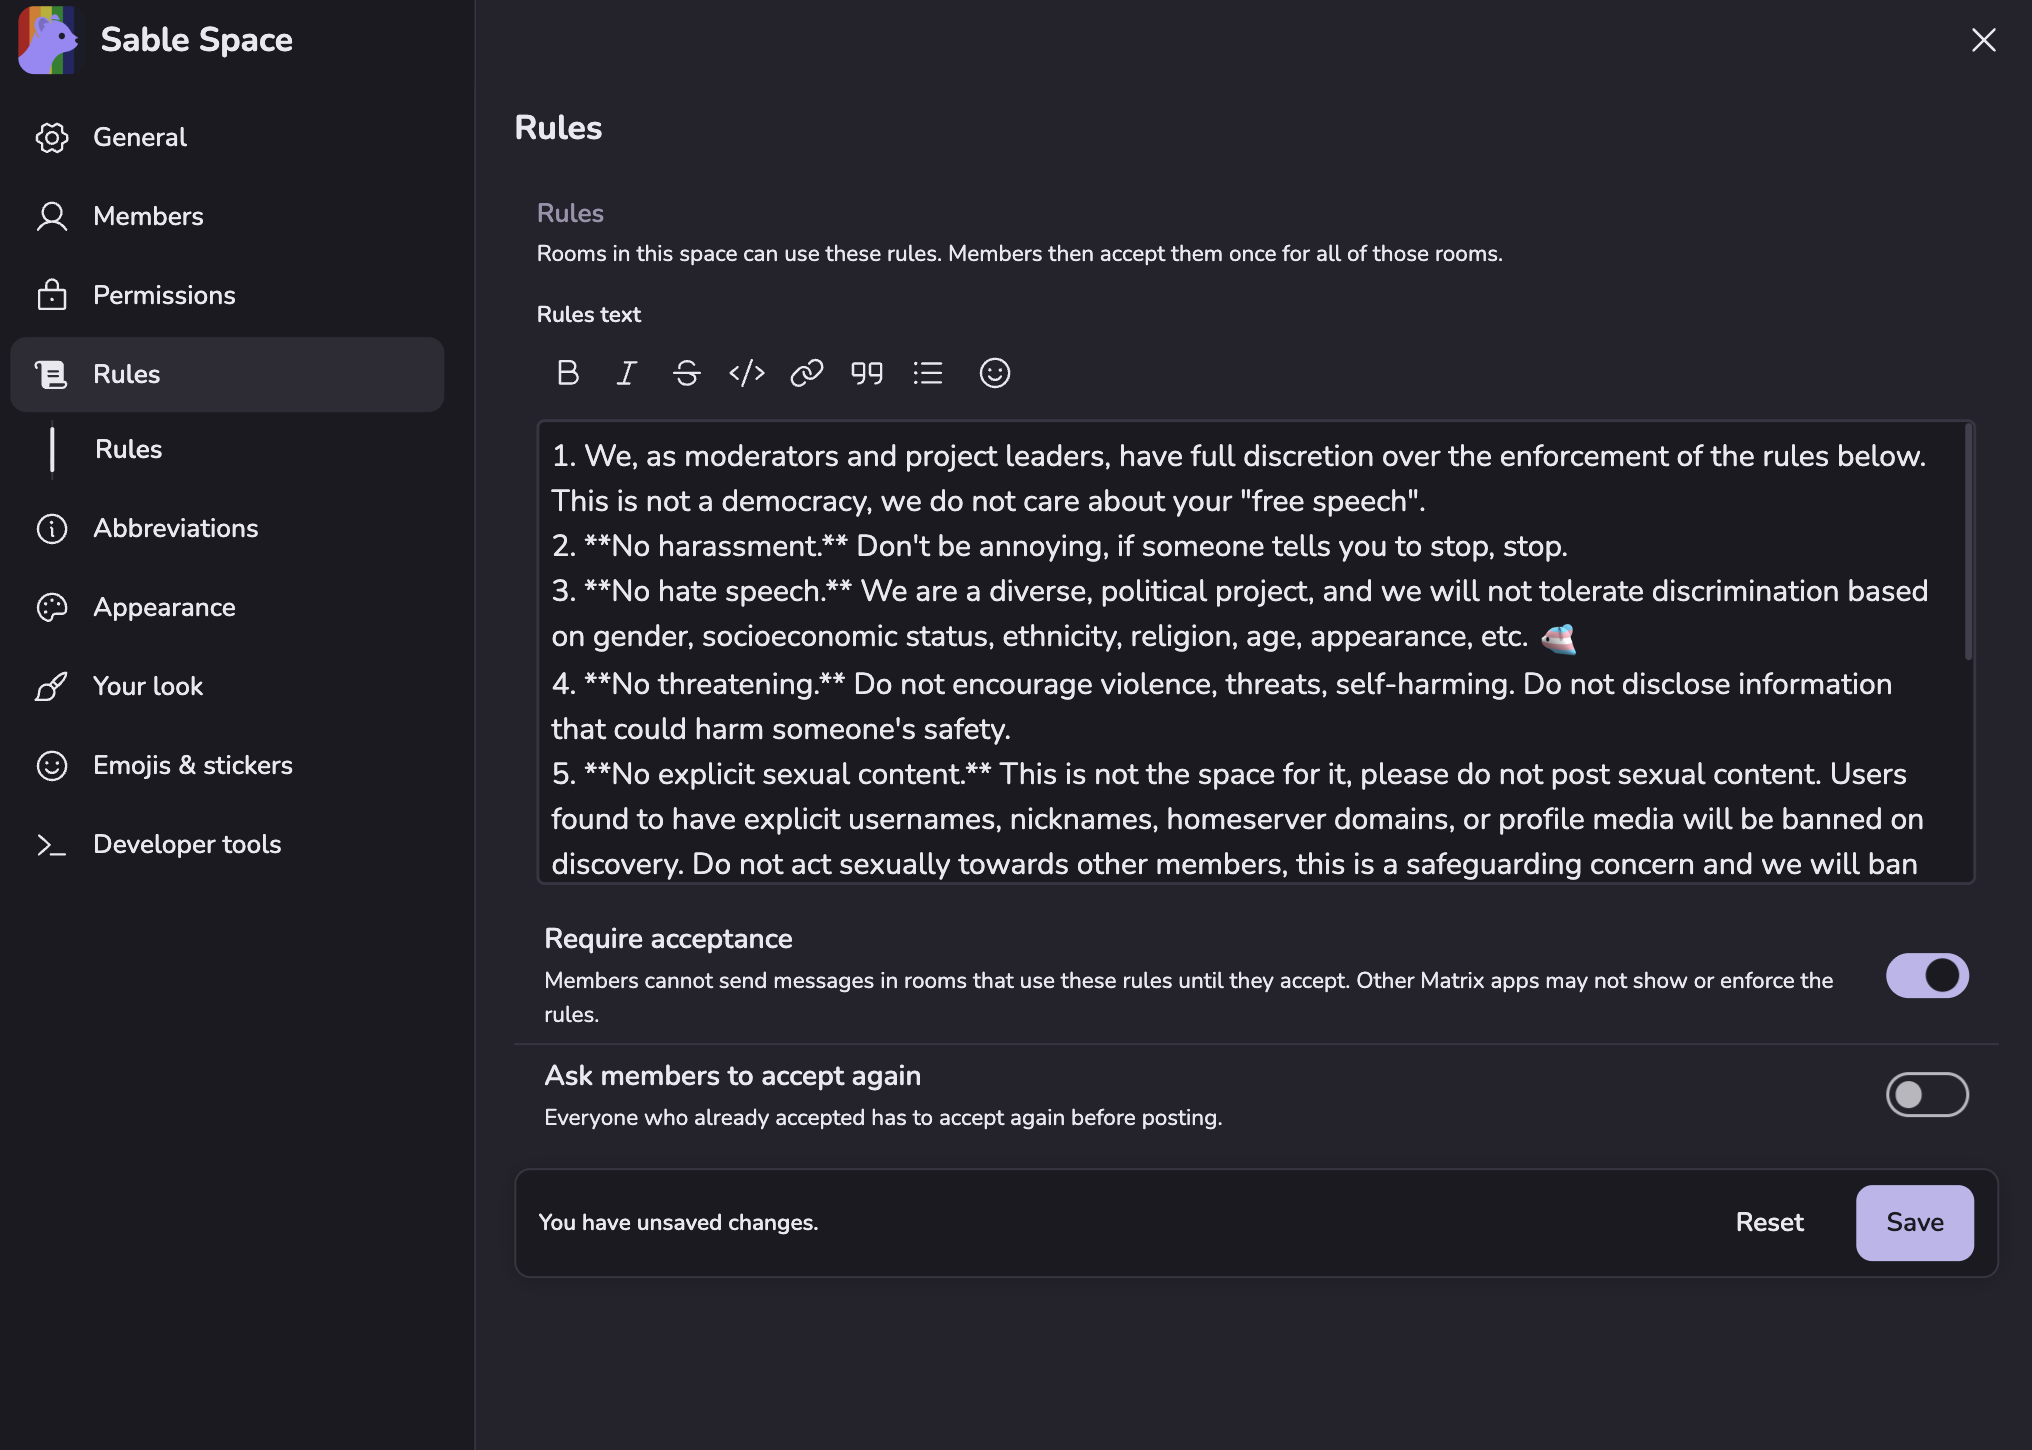 Sable Space
General
Members
Permissions
Rules
Rules
Abbreviations
Appearance
Your look
Emojis & stickers
Developer tools
Rules
Rules
Rooms in this space can use these rules. Members then accept them once for all of those rooms.
Rules text
1. We, as moderators and project leaders, have full discretion over the enforcement of the rules below.
This is not a democracy, we do not care about your "free speech".
2. **No harassment.** Don't be annoying, if someone tells you to stop, stop.
3. **No hate speech.** We are a diverse, political project, and we will not tolerate discrimination based
on gender, socioeconomic status, ethnicity, religion, age, appearance, etc.
4. **No threatening.** Do not encourage violence, threats, self-harming. Do not disclose information
that could harm someone's safety.
5. **No explicit sexual content.** This is not the space for it, please do not post sexual content. Users
found to have explicit usernames, nicknames, homeserver domains, or profile media will be banned on
discovery. Do not act sexually towards other members, this is a safeguarding concern and we will ban
Require acceptance
Members cannot send messages in rooms that use these rules until they accept. Other Matrix apps may not show or enforce the
rules.
Ask members to accept again
Everyone who already accepted has to accept again before posting.
You have unsaved changes.
Reset
Save